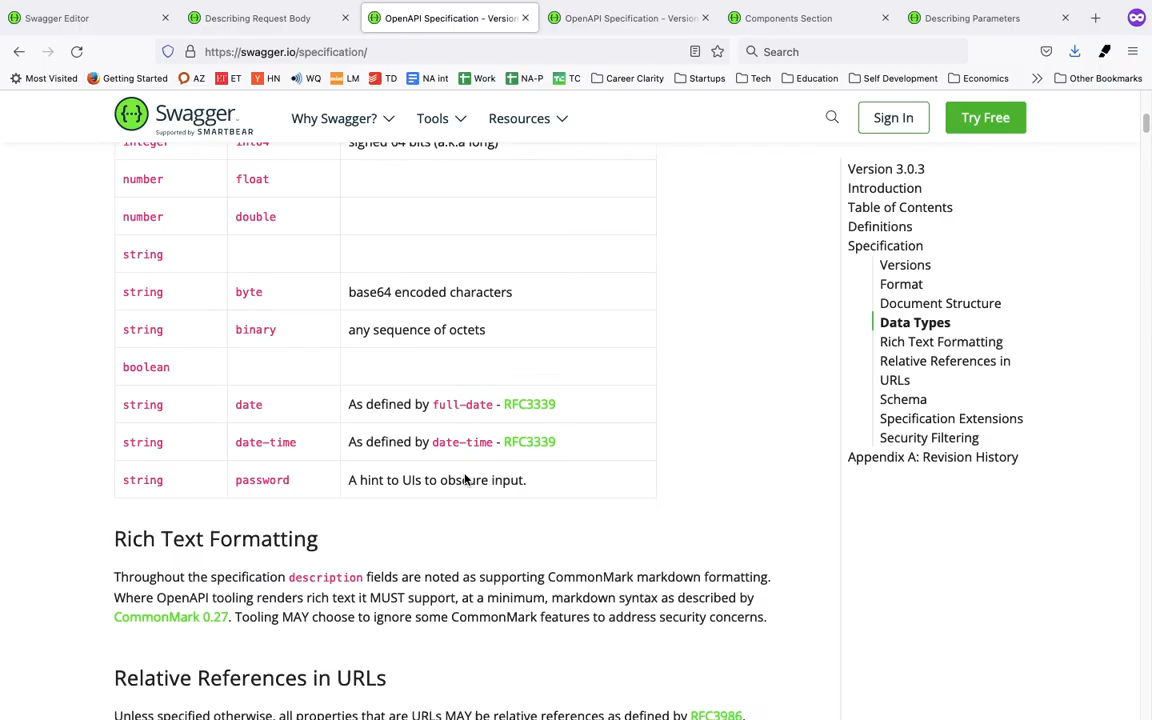 Swagger Editor
Describing Request Body
OpenAPI Specification - Version
OpenAPI Specification - Version
Components Section
Describing Parameters
https://swagger.io/specification/
Search
Most Visited
Getting Started
AZ
ET
HN
WQ
LM
TD
NA int
Work
NA-P
TC
Career Clarity
Startups
Tech
Education
Self Development
Economics
Other Bookmarks
Swagger
Supported by SMARTBEAR
Why Swagger?
Tools
Resources
Sign In
Try Free
integer int64 signed 64 bits (a.k.a long)
number float
number double
string
string byte base64 encoded characters
string binary any sequence of octets
boolean
string date As defined by full-date - RFC3339
string date-time As defined by date-time - RFC3339
string password A hint to UIs to obscure input.
Rich Text Formatting
Throughout the specification description fields are noted as supporting CommonMark markdown formatting.
Where OpenAPI tooling renders rich text it MUST support, at a minimum, markdown syntax as described by
CommonMark 0.27. Tooling MAY choose to ignore some CommonMark features to address security concerns.
Relative References in URLs
Unless specified otherwise, all properties that are URLs MAY be relative references as defined by RFC3986.
Version 3.0.3
Introduction
Table of Contents
Definitions
Specification
Versions
Format
Document Structure
Data Types
Rich Text Formatting
Relative References in
URLs
Schema
Specification Extensions
Security Filtering
Appendix A: Revision History